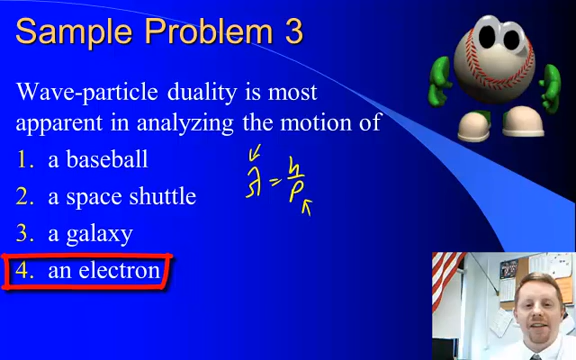 Sample Problem 3
Wave-particle duality is most
apparent in analyzing the motion of
1. a baseball
2. a space shuttle
3. a galaxy
4. an electron
λ = h/p